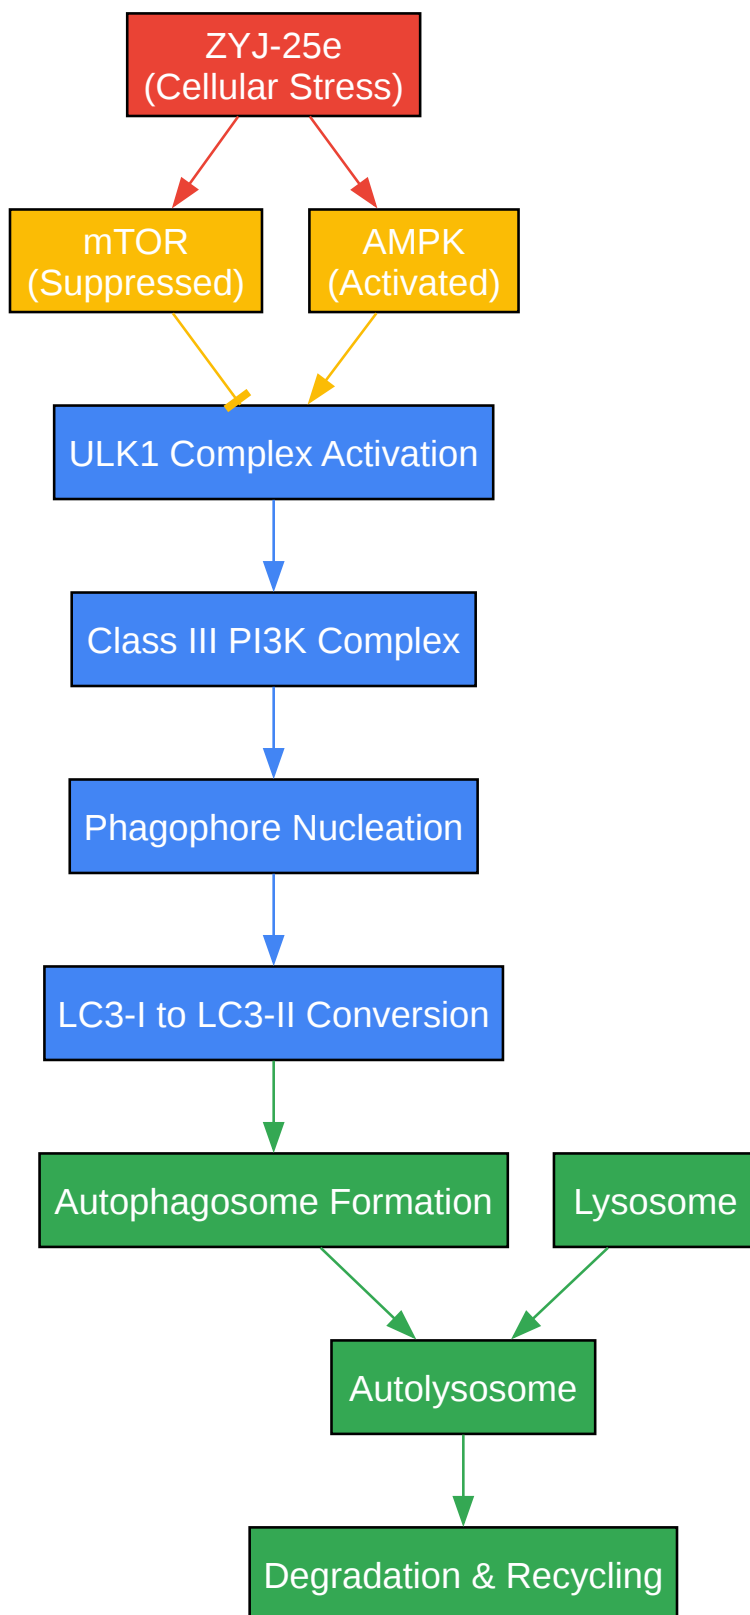 ZYJ-25e
(Cellular Stress)
mTOR
(Suppressed)
AMPK
(Activated)
ULK1 Complex Activation
Class III PI3K Complex
Phagophore Nucleation
LC3-I to LC3-II Conversion
Autophagosome Formation
Lysosome
Autolysosome
Degradation & Recycling